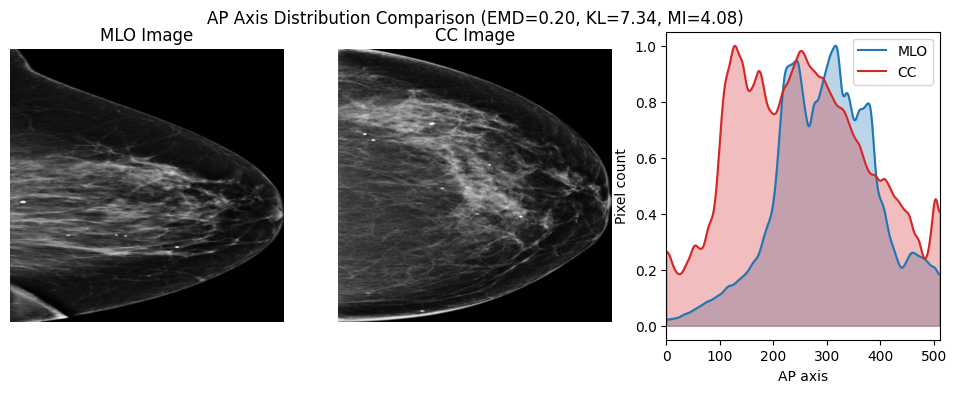 AP Axis Distribution Comparison (EMD=0.20, KL=7.34, MI=4.08)
MLO Image
CC Image
MLO
CC
Pixel count
1.0
0.8
0.6
0.4
0.2
0.0
0 100 200 300 400 500
AP axis